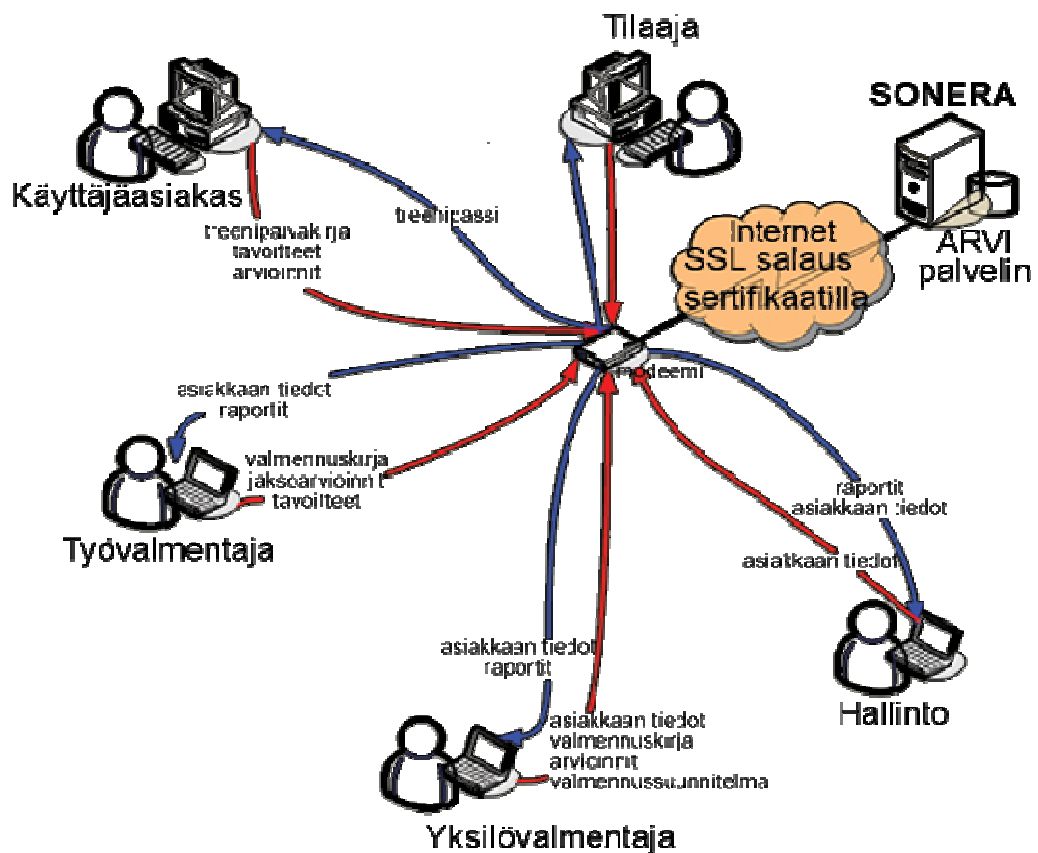 Tilaaja
SONERA
Käyttäjäasiakas
treenipassi
treenipäiväkirja
tavoitteet
arvioinnit
Internet
SSL salaus
sertifikaatilla
ARVI
palvelin
modeemi
asiakkaan tiedot
raportit
valmennuskirja
jaksoarvioinnit
tavoitteet
Työvalmentaja
raportit
asiakkaan tiedot
asiakkaan tiedot
Hallinto
asiakkaan tiedot
raportit
asiakkaan tiedot
valmennuskirja
arvioinnit
valmennussuunnitelma
Yksilövalmentaja